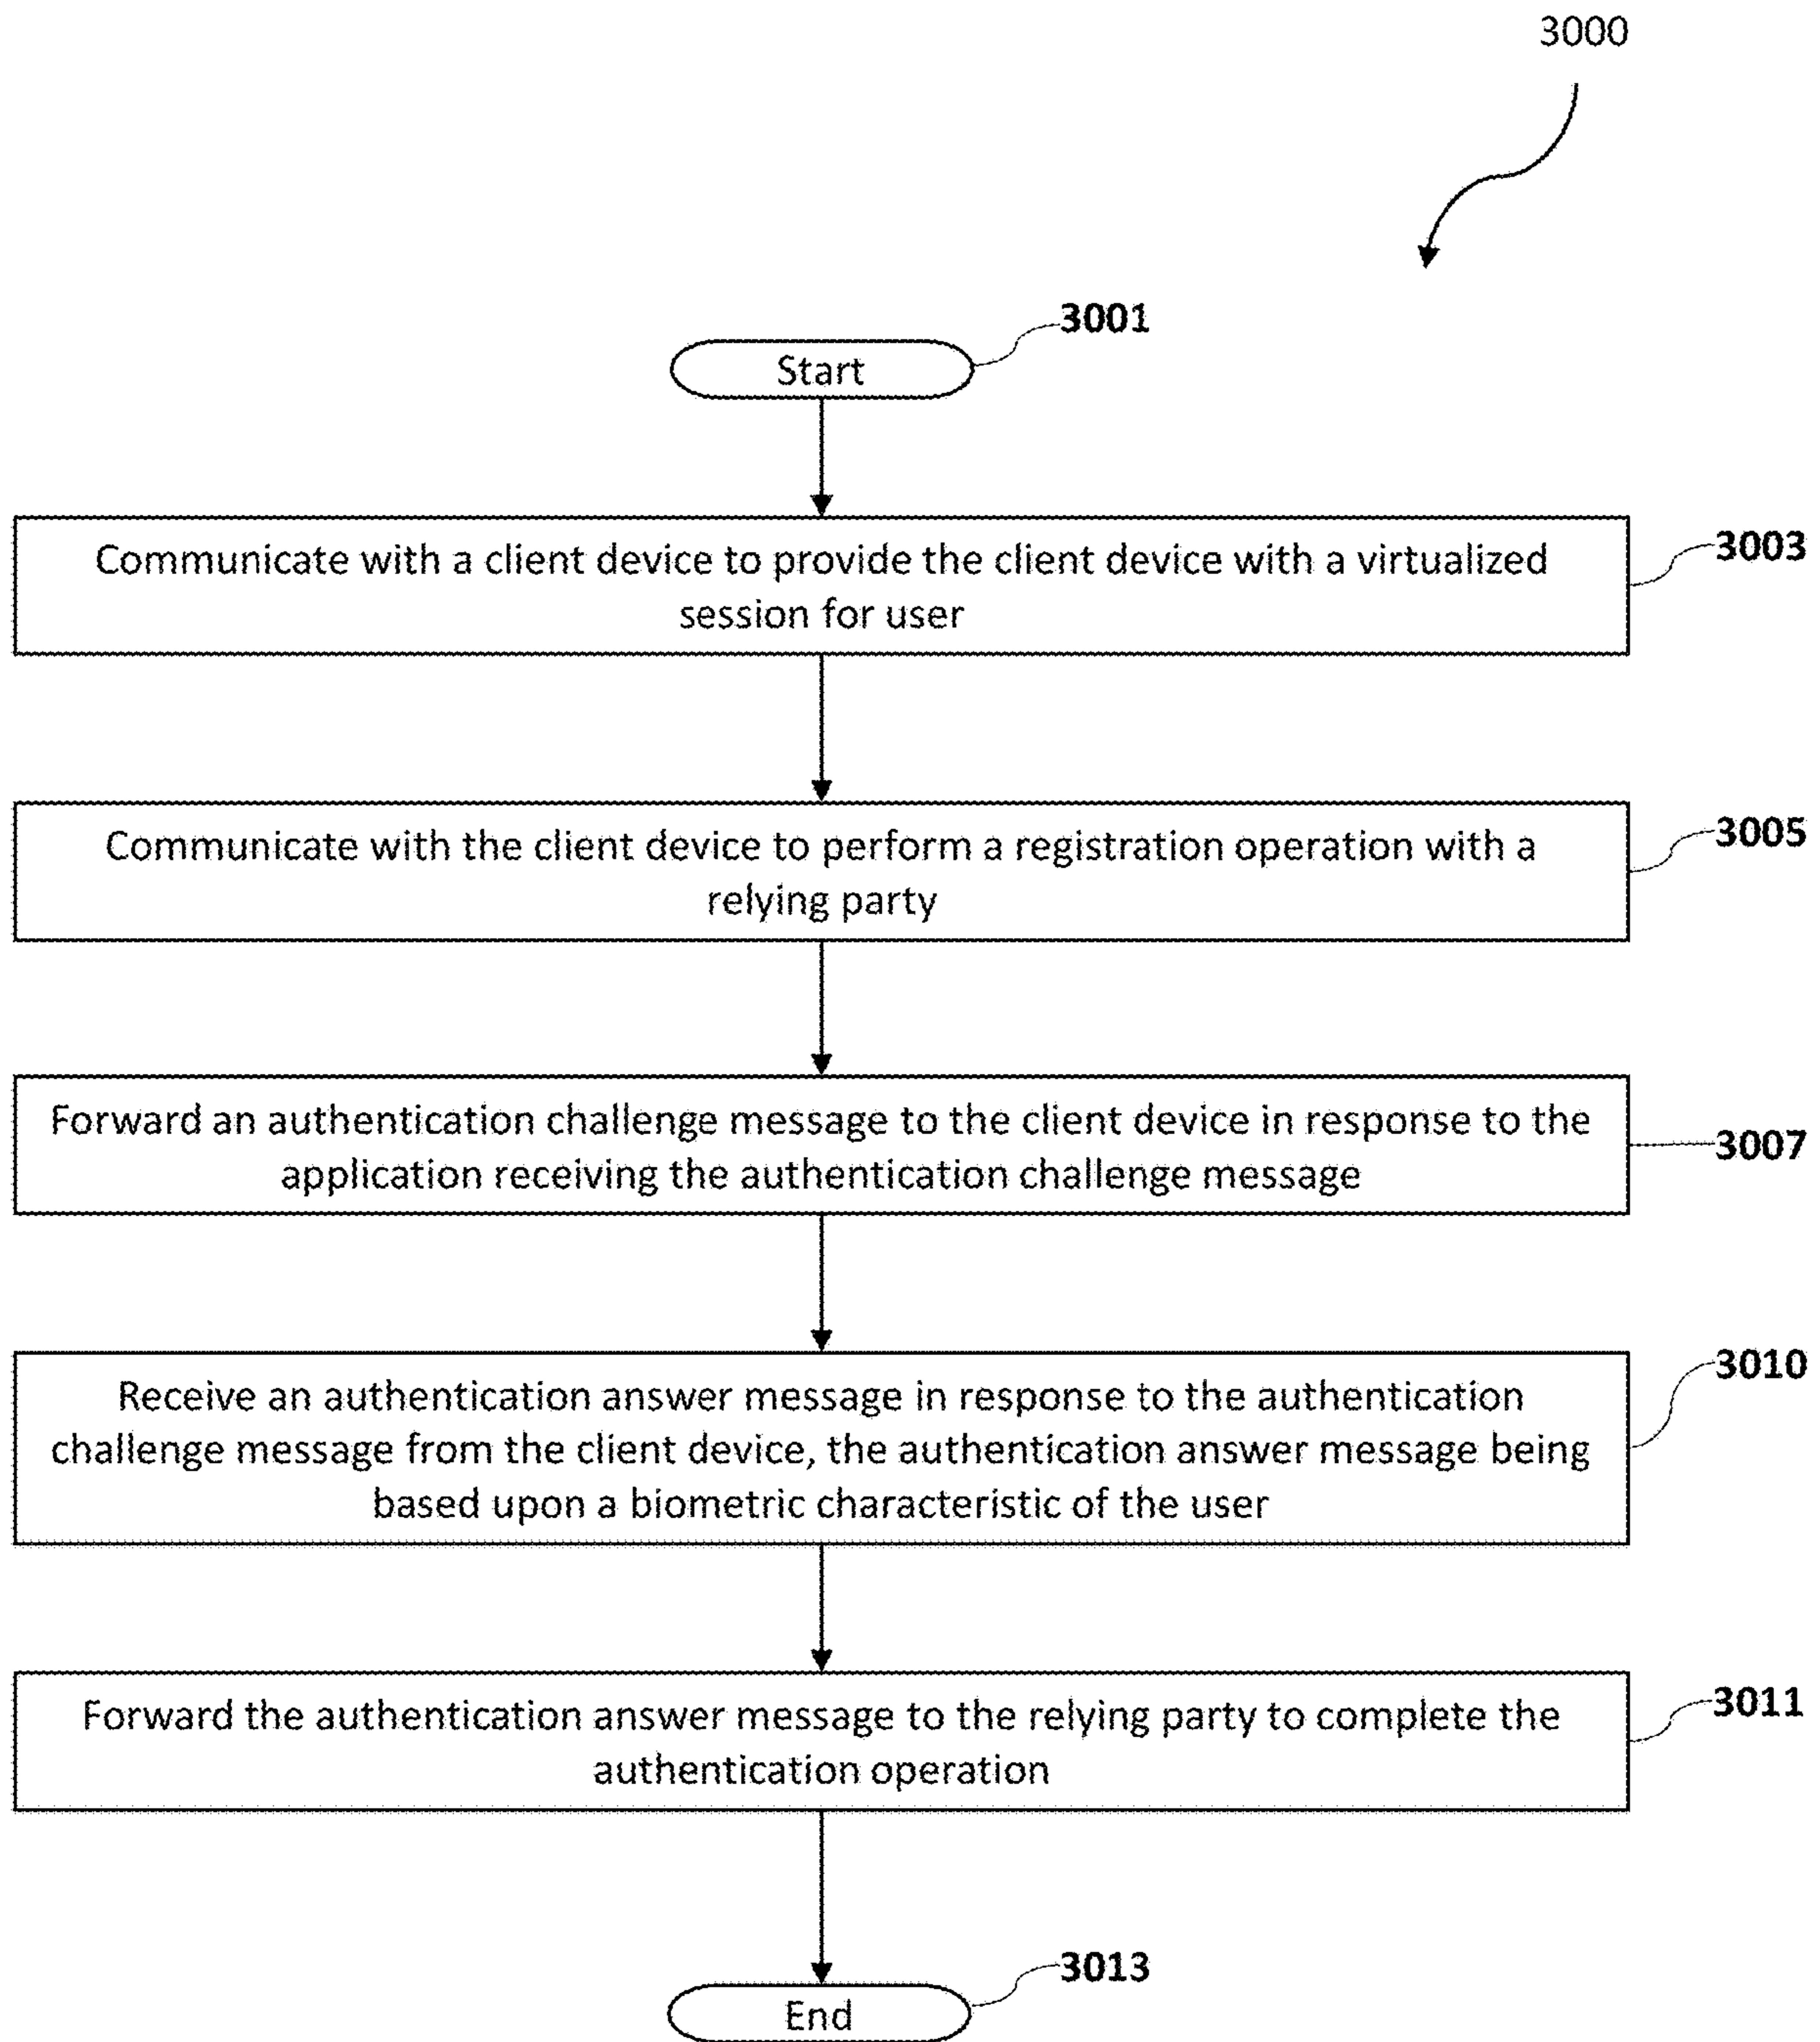 3000
3001
Start
Communicate with a client device to provide the client device with a virtualized
session for user
3003
Communicate with the client device to perform a registration operation with a
relying party
3005
Forward an authentication challenge message to the client device in response to the
application receiving the authentication challenge message
3007
Receive an authentication answer message in response to the authentication
challenge message from the client device, the authentication answer message being
based upon a biometric characteristic of the user
3010
Forward the authentication answer message to the relying party to complete the
authentication operation
3011
3013
End